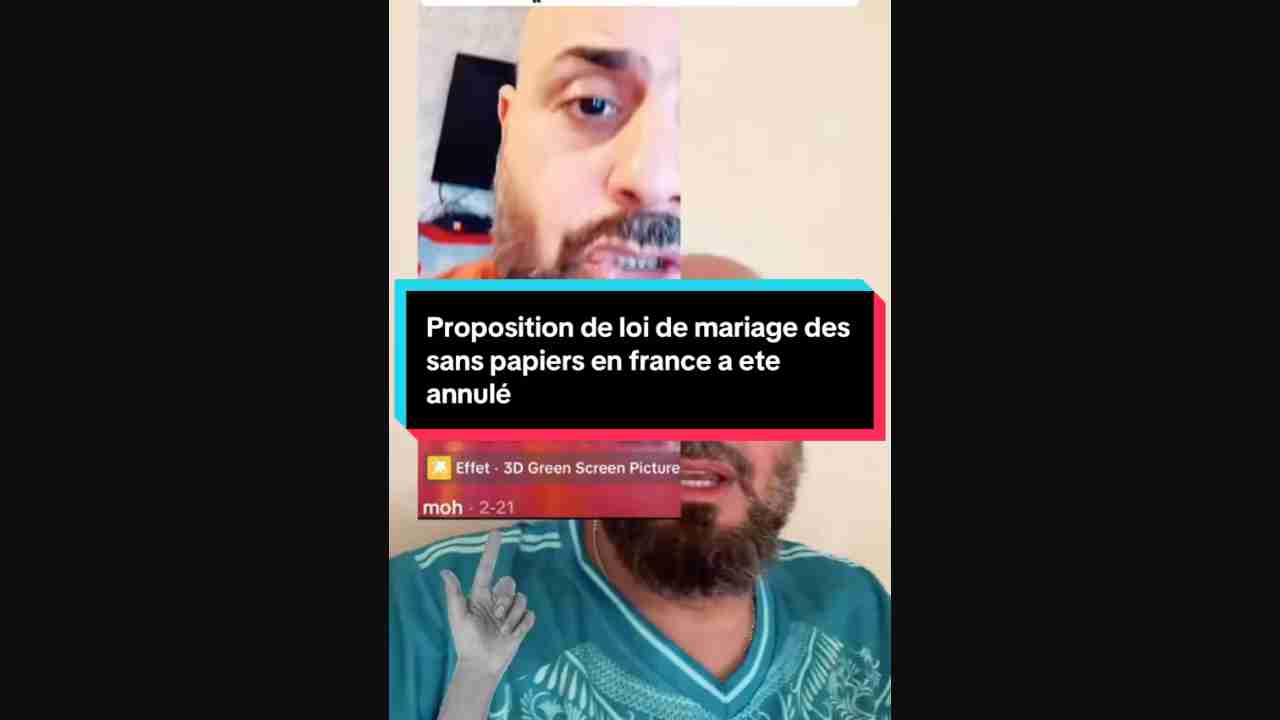 Proposition de loi de mariage des
sans papiers en france a ete
annulé
Effet · 3D Green Screen Picture
moh · 2-21